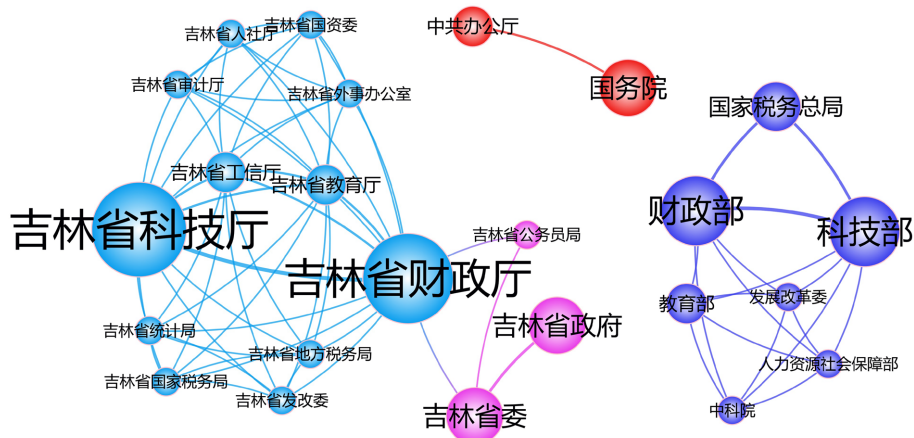 中共办公厅
吉林省国资委
吉林省人社厅
吉林省审计厅
国务院
吉林省外事办公室
国家税务总局
吉林省工信厅
吉林省教育厅
财政部
吉林省科技厅
科技部
吉林省公务员局
吉林省财政厅
发展改革委
教育部
吉林省政府
吉林省统计局
吉林省地方税务局
人力资源社会保障部
吉林省国家税务局
吉林省发改委
中科院
吉林省委